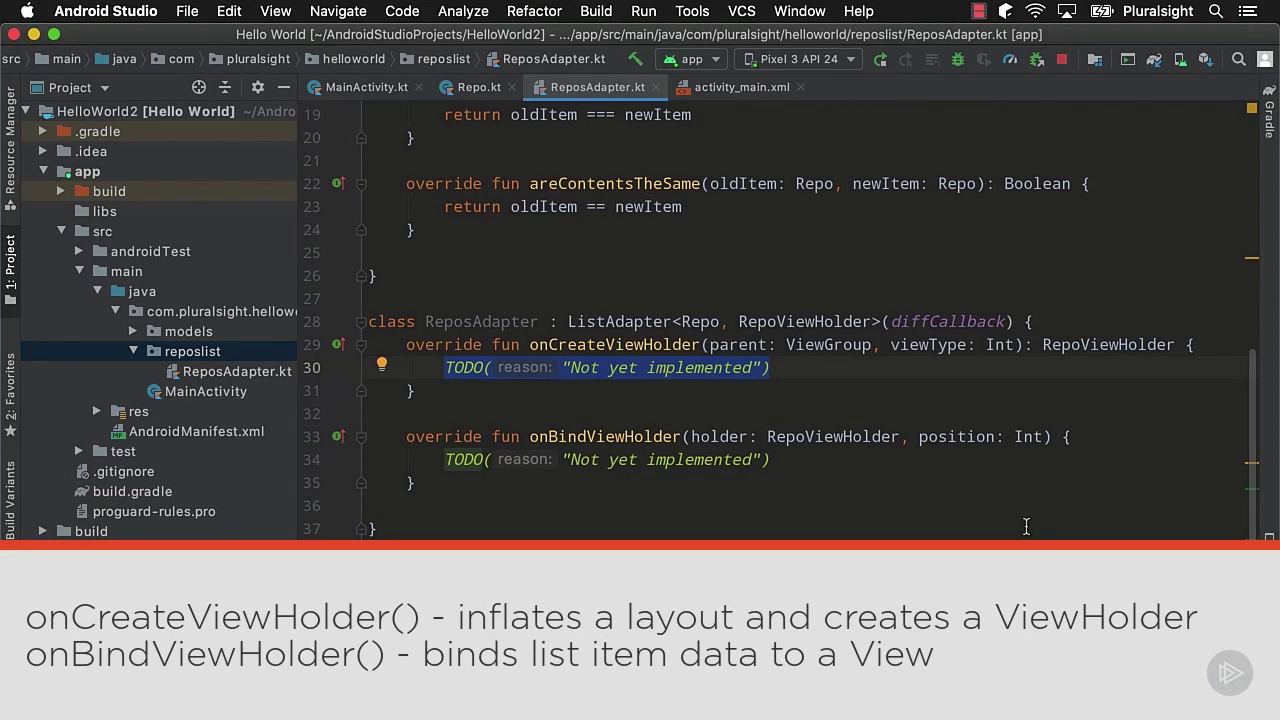 Android Studio File Edit View Navigate Code Analyze Refactor Build Run Tools VCS Window Help Pluralsight
Hello World [~/AndroidStudioProjects/HelloWorld2] - .../app/src/main/java/com/pluralsight/helloworld/reposlist/ReposAdapter.kt [app]
src main java com pluralsight helloworld reposlist ReposAdapter.kt app Pixel 3 API 24
Project MainActivity.kt Repo.kt ReposAdapter.kt activity_main.xml
Resource Manager
1: Project
2: Favorites
Build Variants
Gradle
HelloWorld2 [Hello World] ~/Andro
.gradle
.idea
app
build
libs
src
androidTest
main
java
com.pluralsight.hellow
models
reposlist
ReposAdapter.kt
MainActivity
res
AndroidManifest.xml
test
.gitignore
build.gradle
proguard-rules.pro
build
19 return oldItem === newItem
20 }
21
22 override fun areContentsTheSame(oldItem: Repo, newItem: Repo): Boolean {
23 return oldItem == newItem
24 }
25
26 }
27
28 class ReposAdapter : ListAdapter<Repo, RepoViewHolder>(diffCallback) {
29 override fun onCreateViewHolder(parent: ViewGroup, viewType: Int): RepoViewHolder {
30 TODO( reason: "Not yet implemented")
31 }
32
33 override fun onBindViewHolder(holder: RepoViewHolder, position: Int) {
34 TODO( reason: "Not yet implemented")
35 }
36
37 }
onCreateViewHolder() - inflates a layout and creates a ViewHolder
onBindViewHolder() - binds list item data to a View